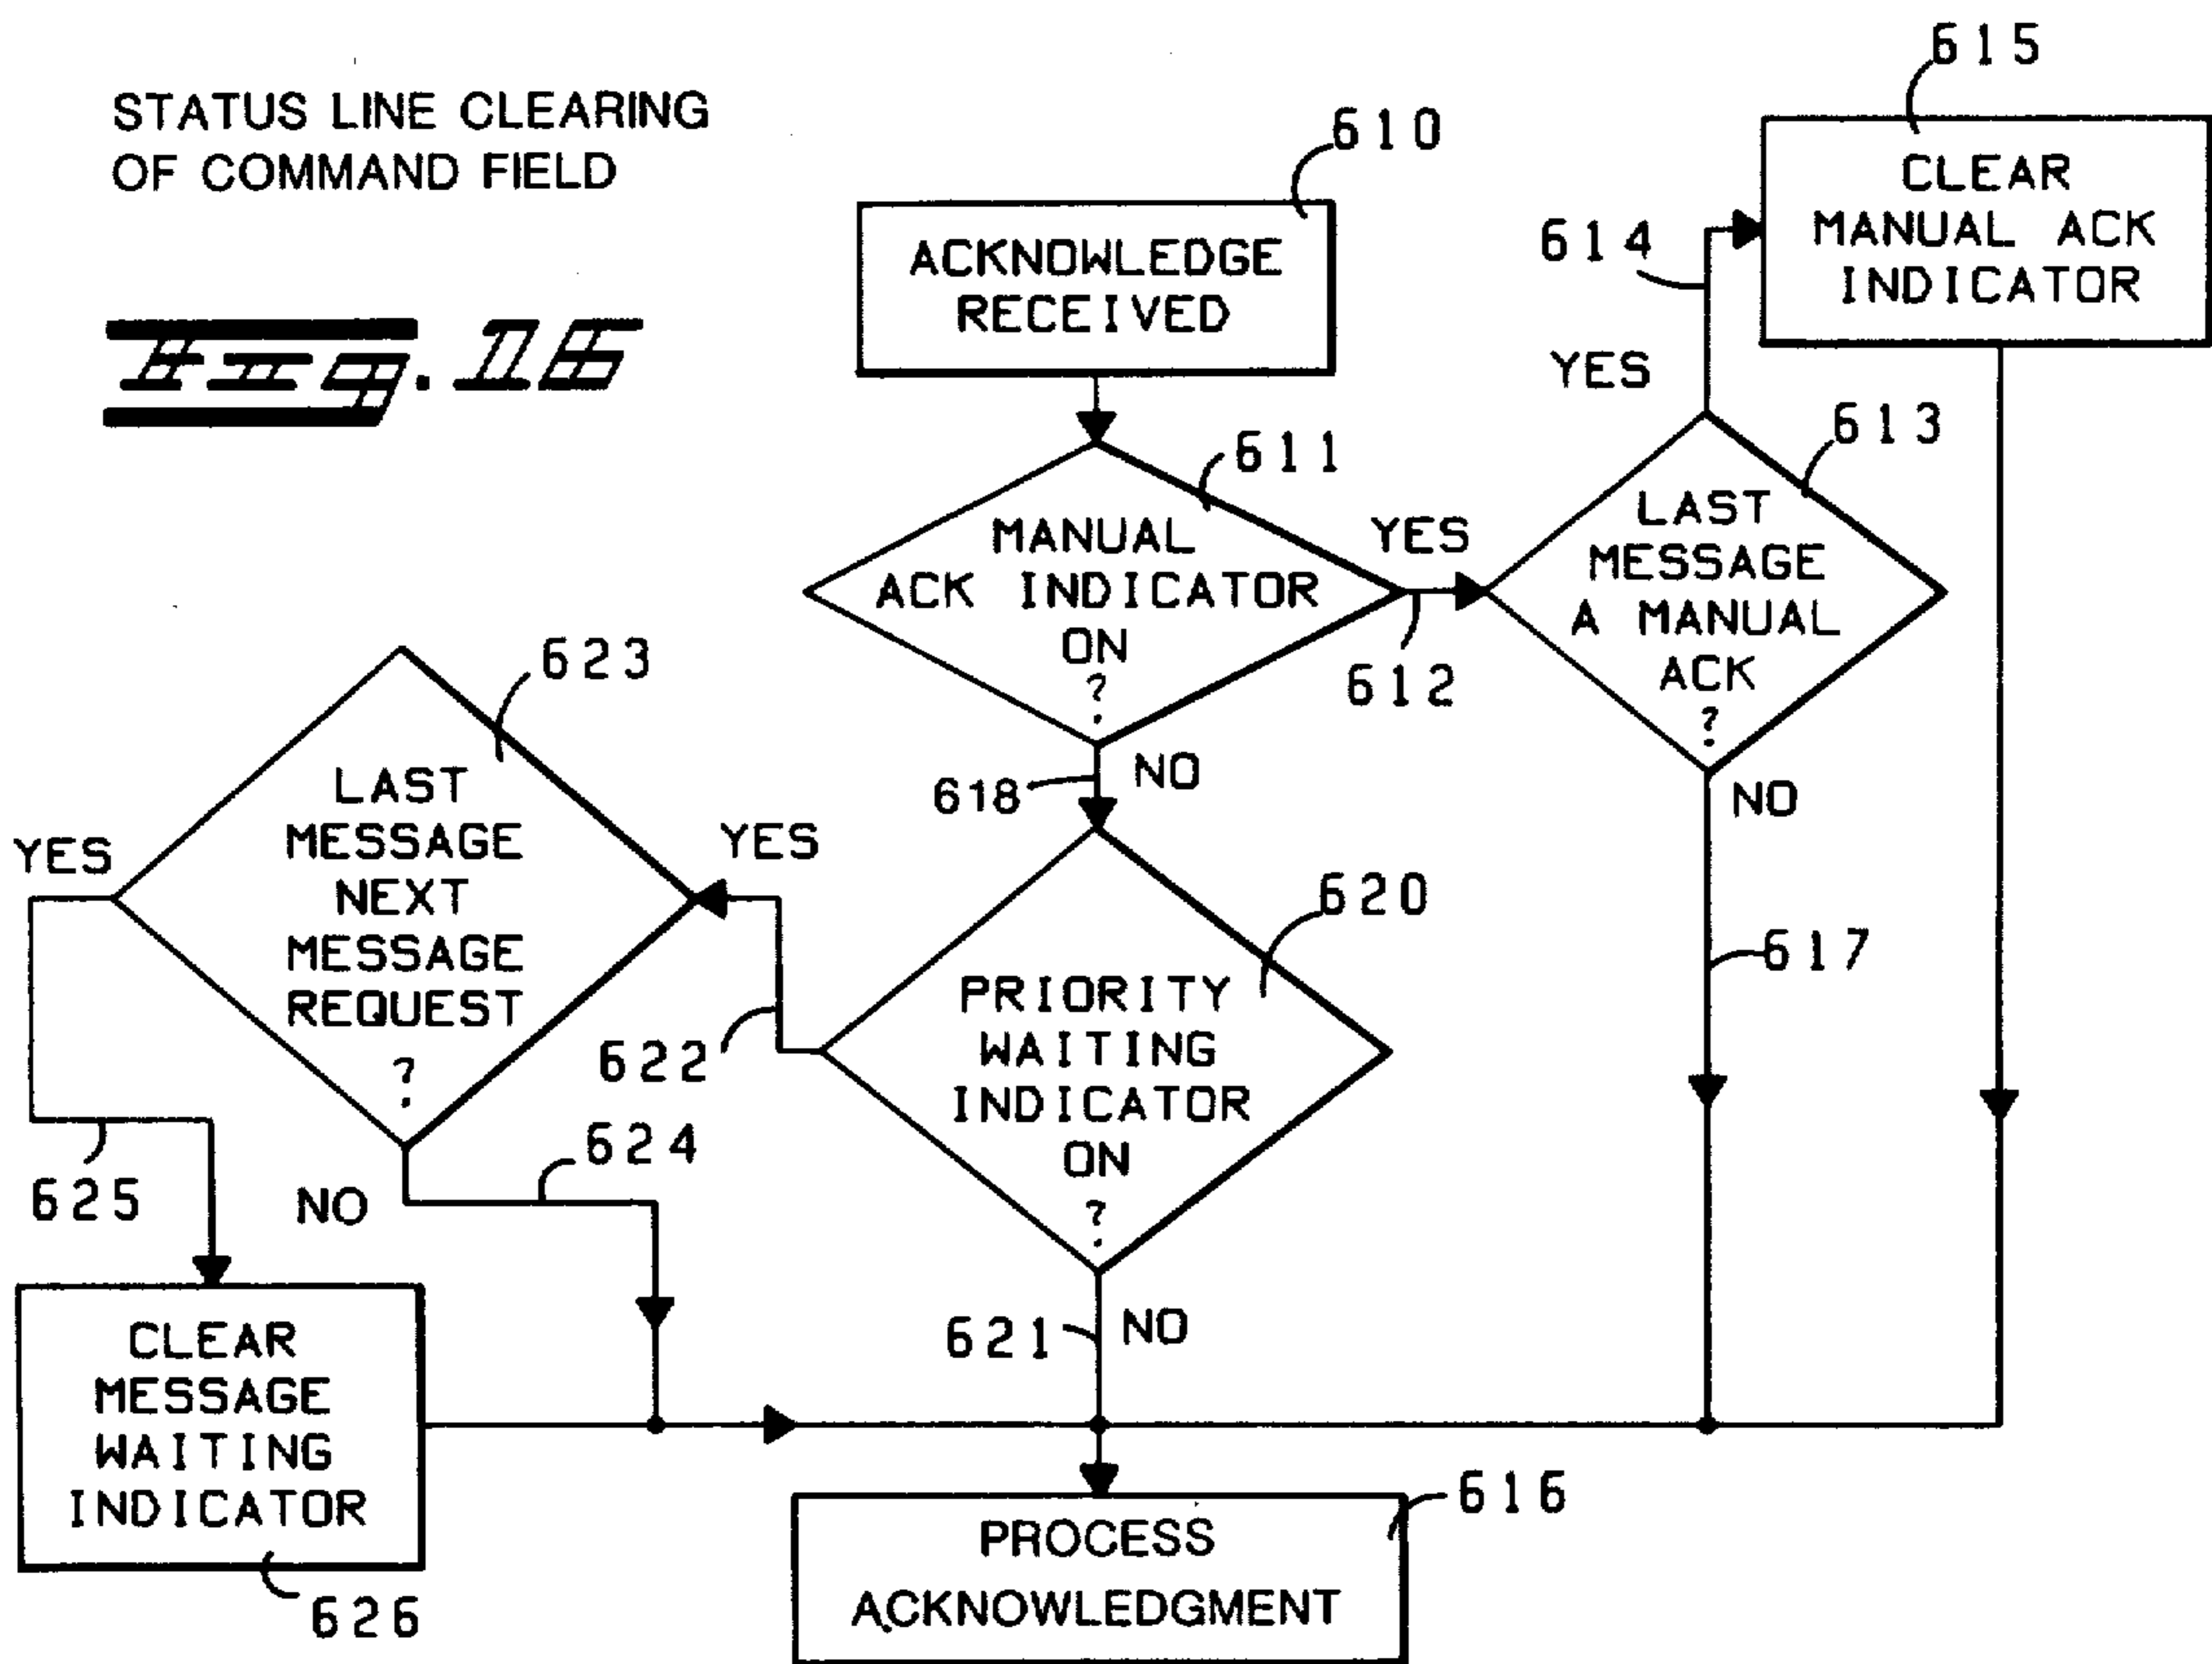 STATUS LINE CLEARING
OF COMMAND FIELD
Fig. 16
610
ACKNOWLEDGE
RECEIVED
615
CLEAR
MANUAL ACK
INDICATOR
614
YES
611
MANUAL
ACK INDICATOR
ON
?
YES
612
613
LAST
MESSAGE
A MANUAL
ACK
?
NO
617
618
NO
623
LAST
MESSAGE
NEXT
MESSAGE
REQUEST
?
YES
YES
622
620
PRIORITY
WAITING
INDICATOR
ON
?
625
NO
624
621
NO
CLEAR
MESSAGE
WAITING
INDICATOR
626
616
PROCESS
ACKNOWLEDGMENT